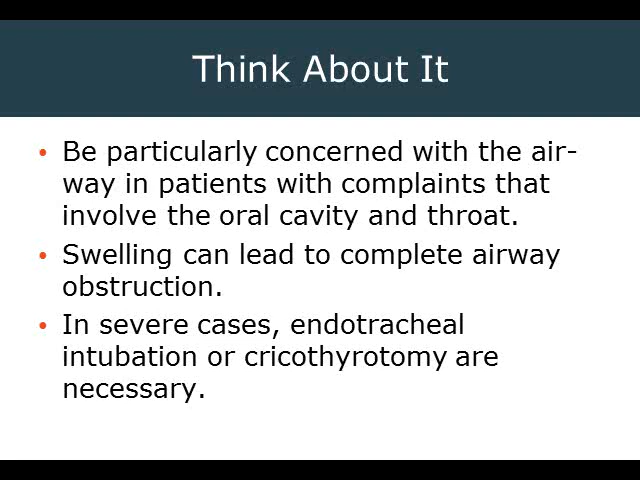 Think About It
• Be particularly concerned with the air-
way in patients with complaints that
involve the oral cavity and throat.
• Swelling can lead to complete airway
obstruction.
• In severe cases, endotracheal
intubation or cricothyrotomy are
necessary.